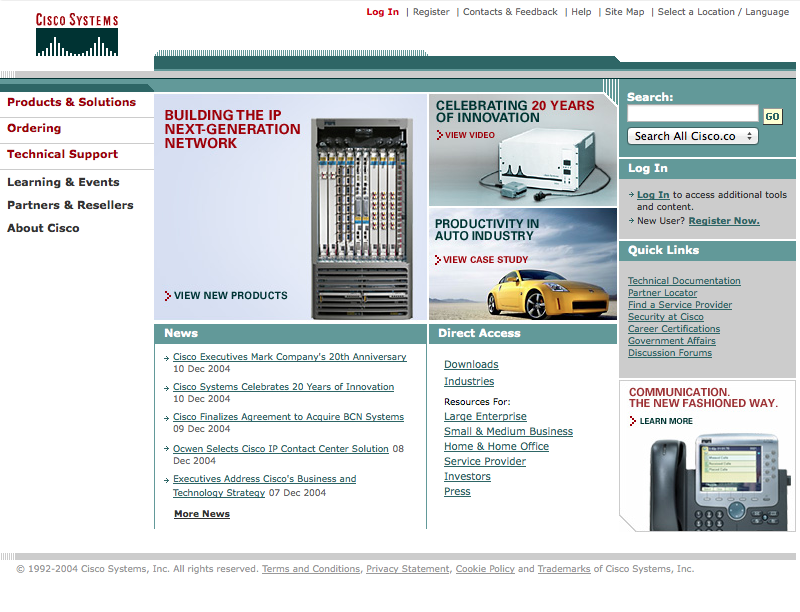 CISCO SYSTEMS
Log In | Register | Contacts & Feedback | Help | Site Map | Select a Location / Language
Products & Solutions
Ordering
Technical Support
Learning & Events
Partners & Resellers
About Cisco
BUILDING THE IP
NEXT-GENERATION
NETWORK
VIEW NEW PRODUCTS
CELEBRATING 20 YEARS
OF INNOVATION
VIEW VIDEO
PRODUCTIVITY IN
AUTO INDUSTRY
VIEW CASE STUDY
Search:
GO
Search All Cisco.co
Log In
Log In to access additional tools
and content.
New User? Register Now.
Quick Links
Technical Documentation
Partner Locator
Find a Service Provider
Security at Cisco
Career Certifications
Government Affairs
Discussion Forums
News
Cisco Executives Mark Company's 20th Anniversary
10 Dec 2004
Cisco Systems Celebrates 20 Years of Innovation
10 Dec 2004
Cisco Finalizes Agreement to Acquire BCN Systems
09 Dec 2004
Ocwen Selects Cisco IP Contact Center Solution 08
Dec 2004
Executives Address Cisco's Business and
Technology Strategy 07 Dec 2004
More News
Direct Access
Downloads
Industries
Resources For:
Large Enterprise
Small & Medium Business
Home & Home Office
Service Provider
Investors
Press
COMMUNICATION.
THE NEW FASHIONED WAY.
LEARN MORE
© 1992-2004 Cisco Systems, Inc. All rights reserved. Terms and Conditions, Privacy Statement, Cookie Policy and Trademarks of Cisco Systems, Inc.